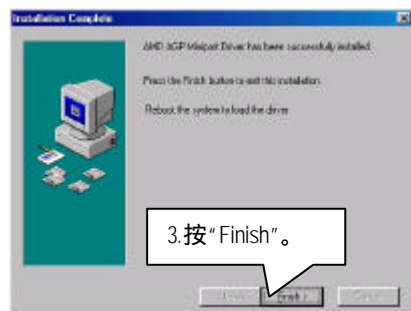 Installation Complete
AMD AGP Miniport Driver has been successfully installed.
Press the Finish button to exit this installation.
Reboot the system to load the driver
3.按“Finish”。
Finish